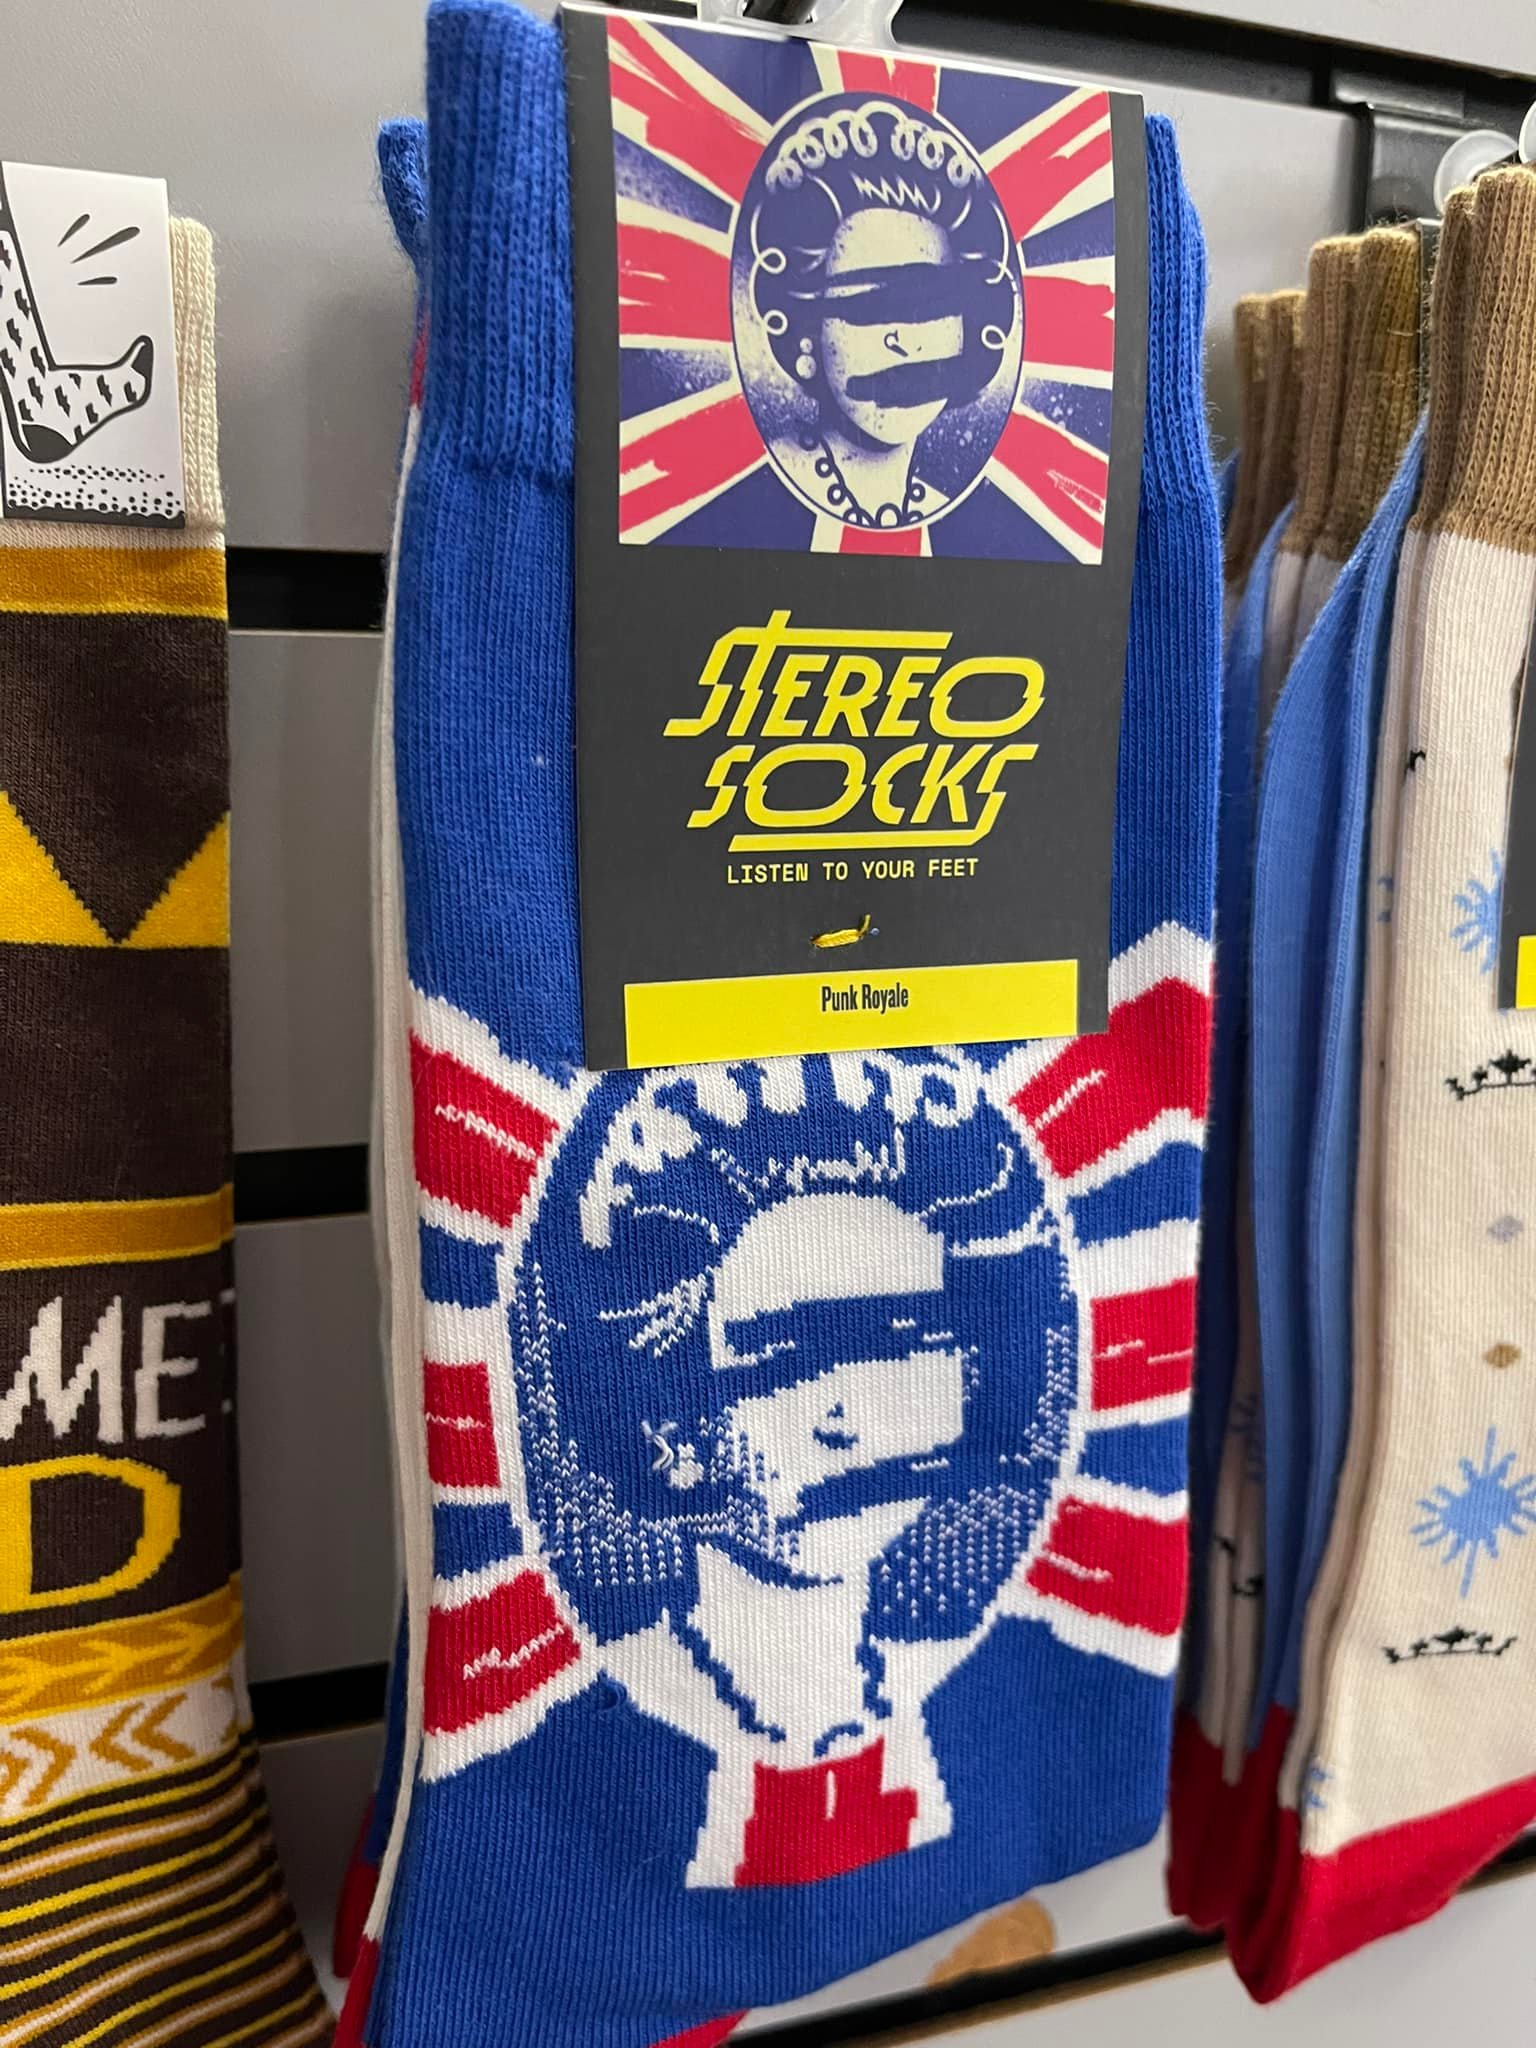 STEREO
SOCKS
LISTEN TO YOUR FEET
Punk Royale
ME
D